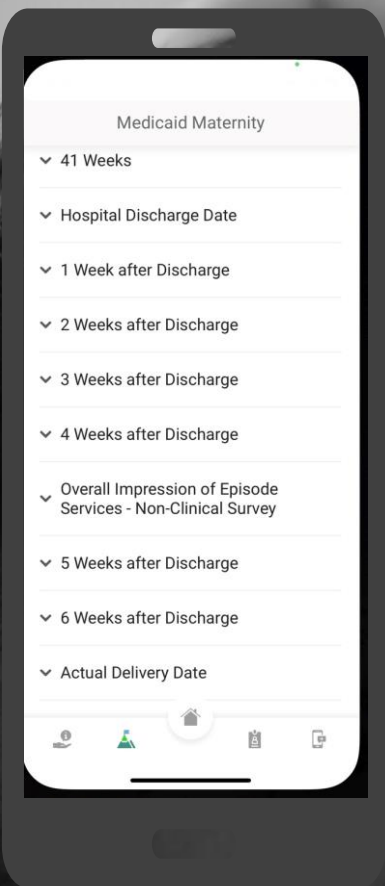 Medicaid Maternity
41 Weeks
Hospital Discharge Date
1 Week after Discharge
2 Weeks after Discharge
3 Weeks after Discharge
4 Weeks after Discharge
Overall Impression of Episode
Services - Non-Clinical Survey
5 Weeks after Discharge
6 Weeks after Discharge
Actual Delivery Date